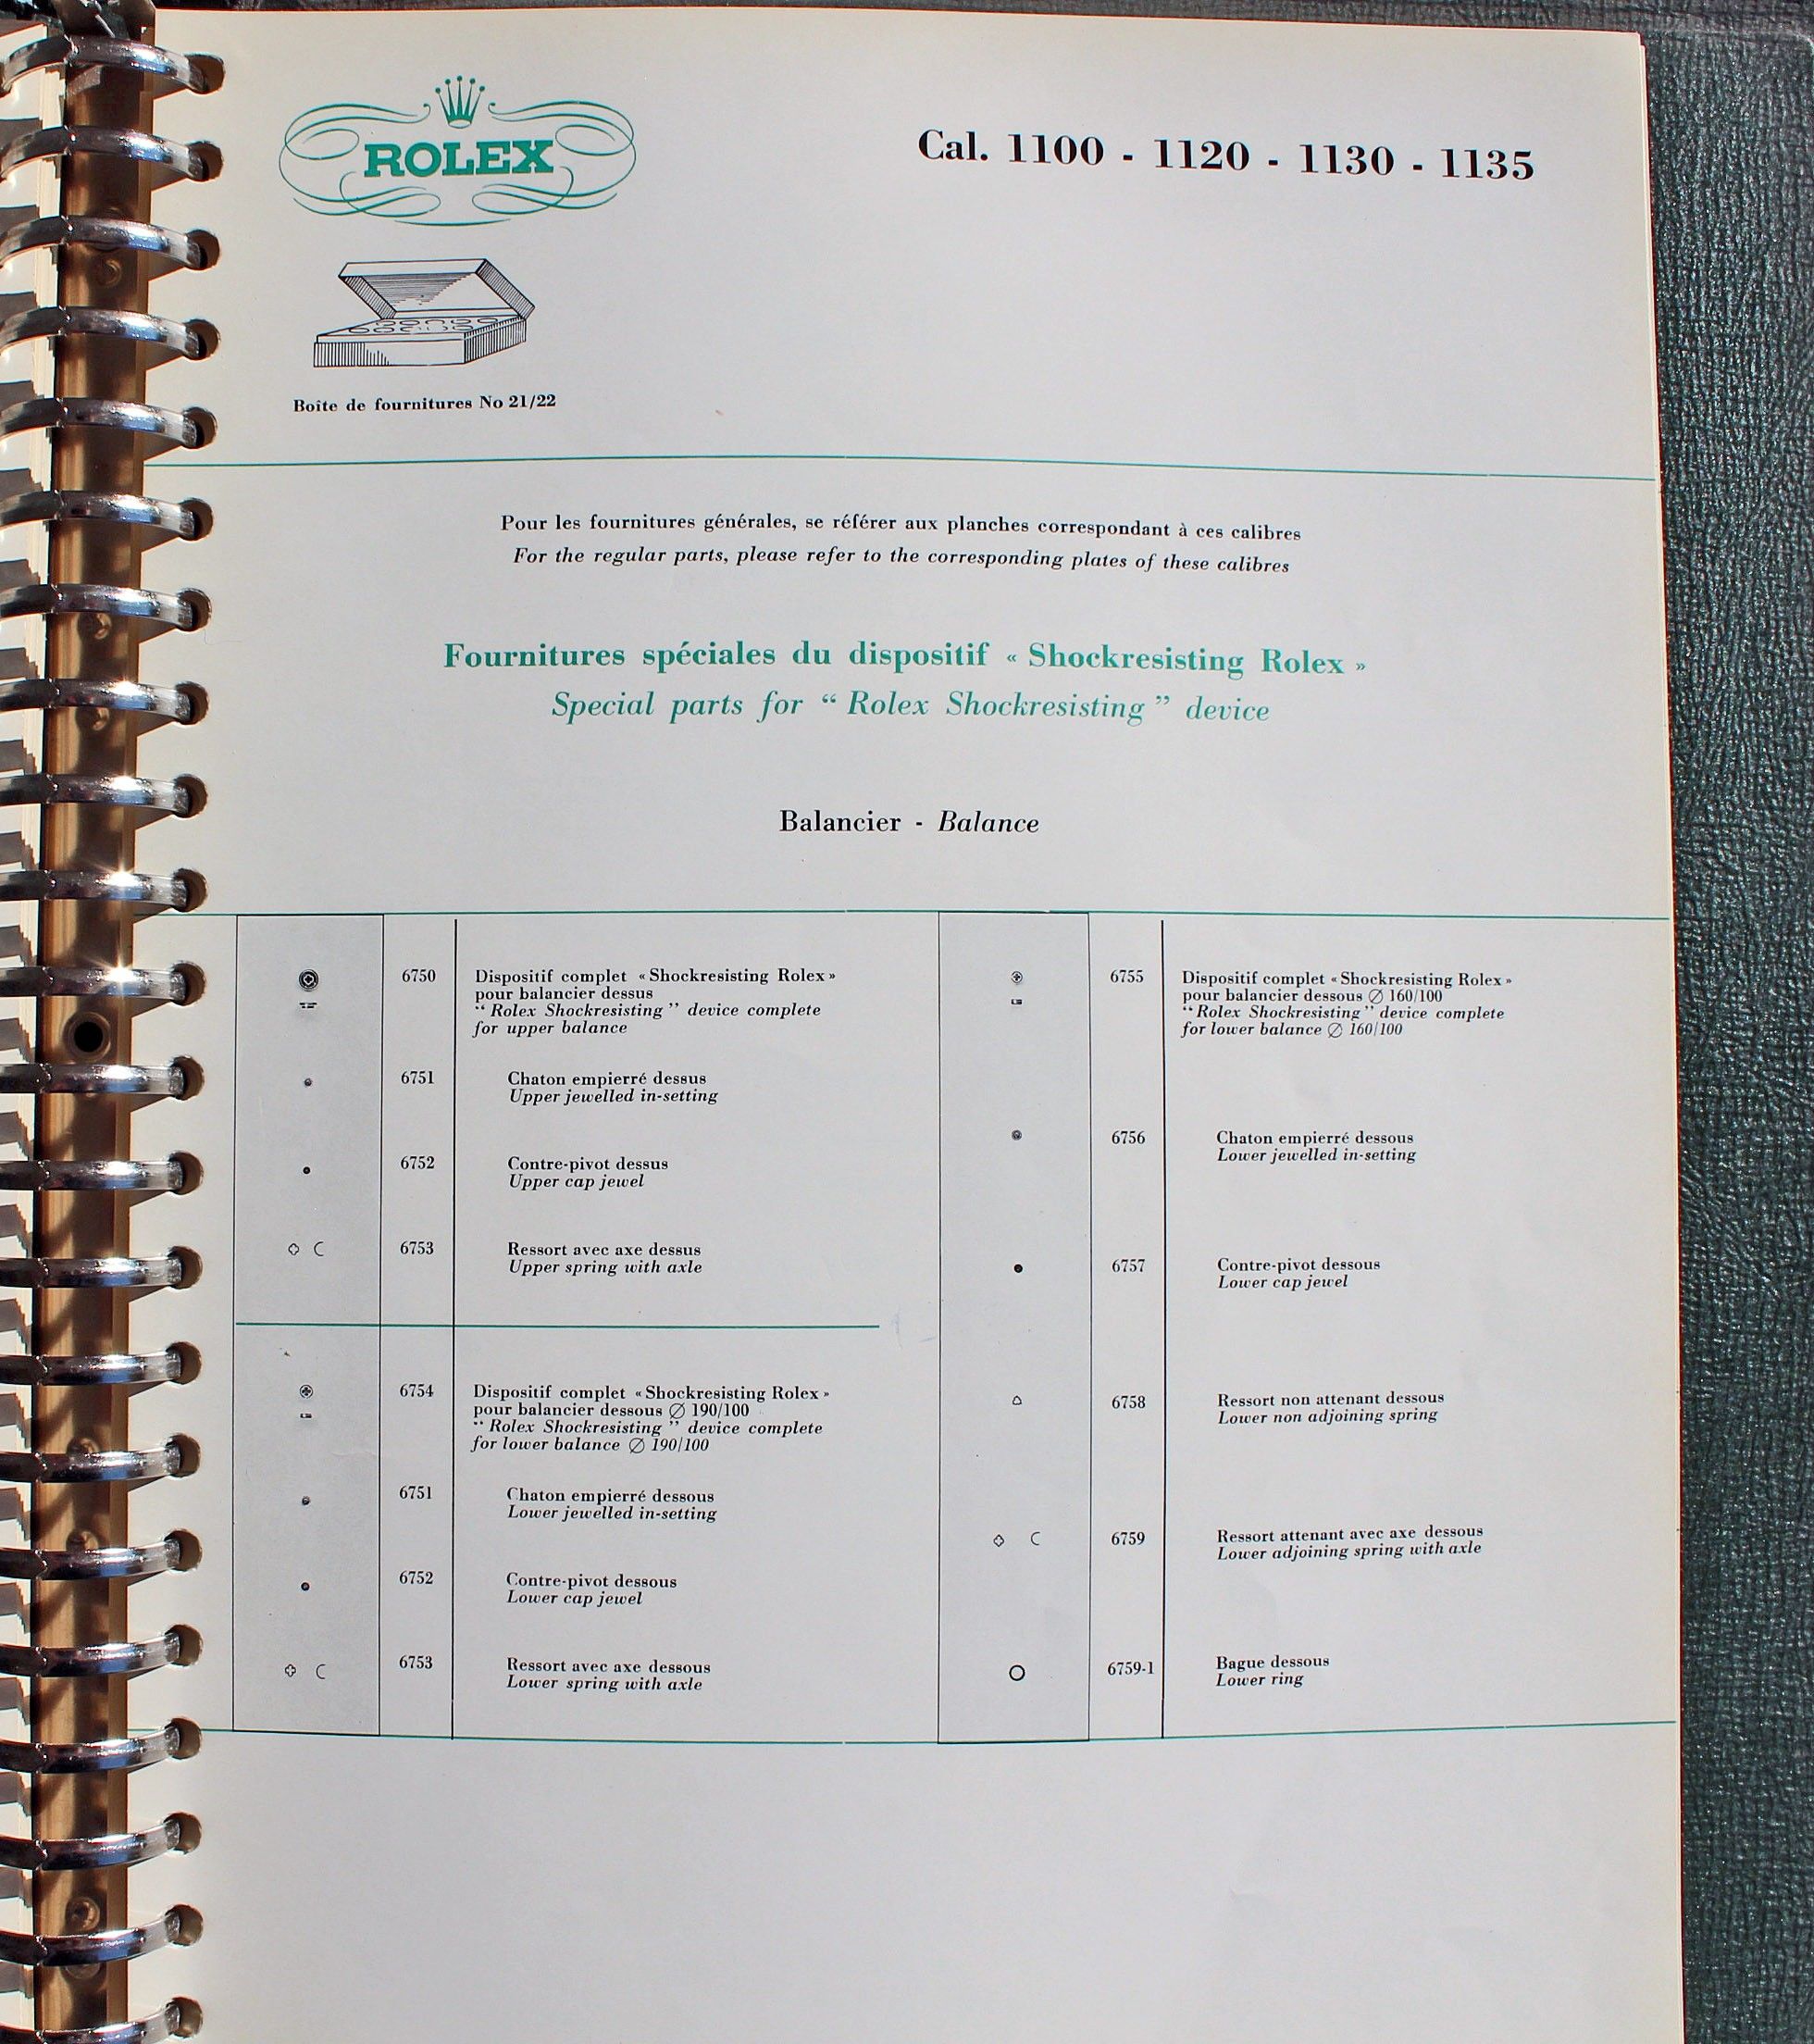 ROLEX
Cal. 1100 - 1120 - 1130 - 1135
Boîte de fournitures No 21/22
Pour les fournitures générales, se référer aux planches correspondant à ces calibres
For the regular parts, please refer to the corresponding plates of these calibres
Fournitures spéciales du dispositif « Shockresisting Rolex »
Special parts for “ Rolex Shockresisting ” device
Balancier - Balance
6750 Dispositif complet « Shockresisting Rolex »
pour balancier dessus
“ Rolex Shockresisting ” device complete
for upper balance
6751 Chaton empierré dessus
Upper jewelled in-setting
6752 Contre-pivot dessus
Upper cap jewel
6753 Ressort avec axe dessus
Upper spring with axle
6754 Dispositif complet « Shockresisting Rolex »
pour balancier dessous ∅ 190/100
“ Rolex Shockresisting ” device complete
for lower balance ∅ 190/100
6751 Chaton empierré dessous
Lower jewelled in-setting
6752 Contre-pivot dessous
Lower cap jewel
6753 Ressort avec axe dessous
Lower spring with axle
6755 Dispositif complet « Shockresisting Rolex »
pour balancier dessous ∅ 160/100
“ Rolex Shockresisting ” device complete
for lower balance ∅ 160/100
6756 Chaton empierré dessous
Lower jewelled in-setting
6757 Contre-pivot dessous
Lower cap jewel
6758 Ressort non attenant dessous
Lower non adjoining spring
6759 Ressort attenant avec axe dessous
Lower adjoining spring with axle
6759-1 Bague dessous
Lower ring